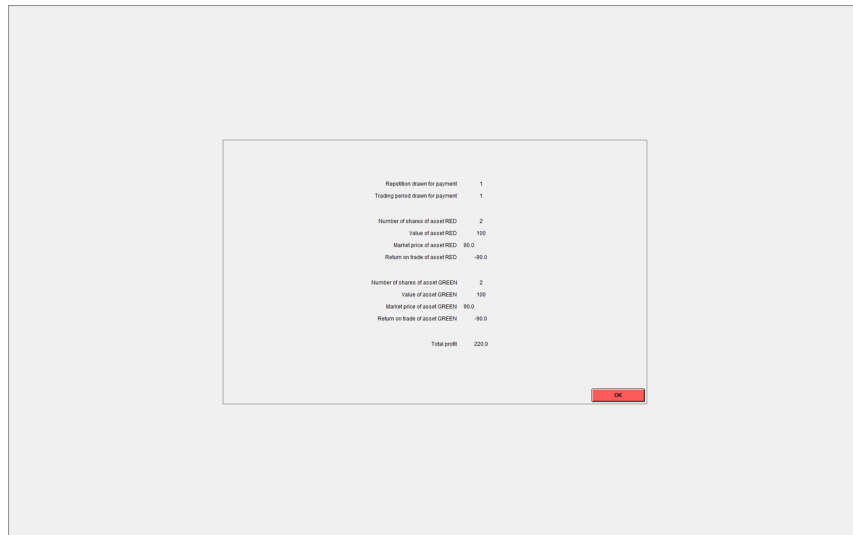 Repetition drawn for payment 1
Trading period drawn for payment 1
Number of shares of asset RED 2
Value of asset RED 100
Market price of asset RED 90.0
Return on trade of asset RED -90.0
Number of shares of asset GREEN 2
Value of asset GREEN 100
Market price of asset GREEN 90.0
Return on trade of asset GREEN -90.0
Total profit 220.0
OK